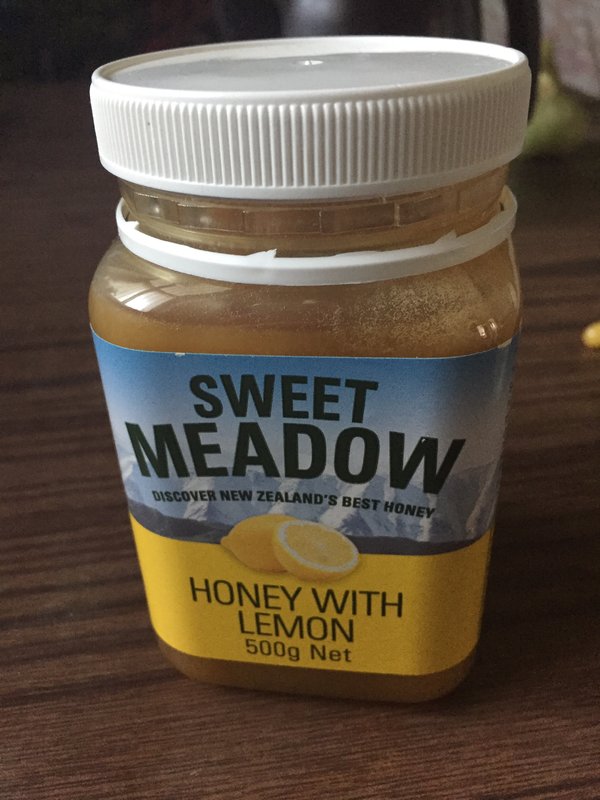 SWEET
MEADOW
DISCOVER NEW ZEALAND'S BEST HONEY
HONEY WITH
LEMON
500g Net